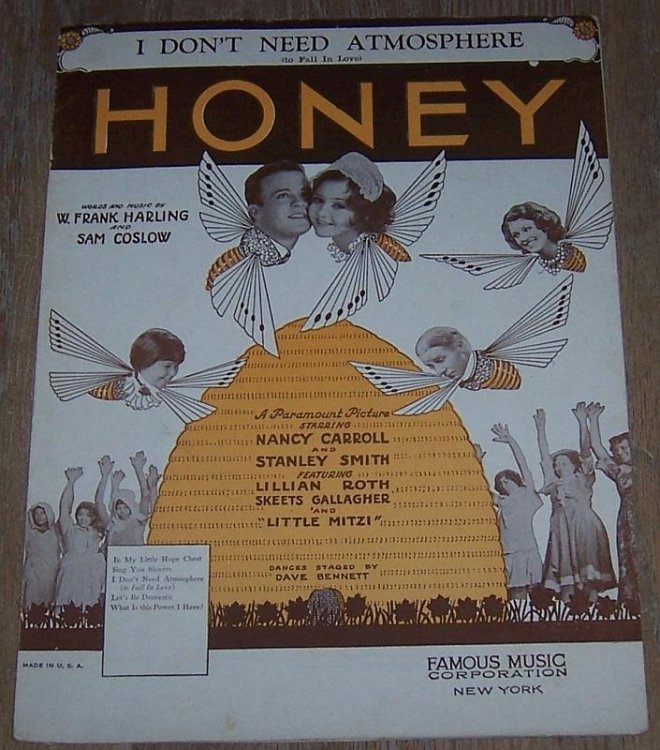 I DON'T NEED ATMOSPHERE
(to Fall In Love)
HONEY
WORDS AND MUSIC BY
W. FRANK HARLING
AND
SAM COSLOW
A Paramount Picture
STARRING
NANCY CARROLL
AND
STANLEY SMITH
FEATURING
LILLIAN ROTH
SKEETS GALLAGHER
AND
"LITTLE MITZI"
DANCES STAGED BY
DAVE BENNETT
In My Little Hope Chest
Sing You Sinners
I Don't Need Atmosphere
(to Fall In Love)
Let's Be Domestic
What Is this Power I Have?
MADE IN U. S. A.
FAMOUS MUSIC
CORPORATION
NEW YORK